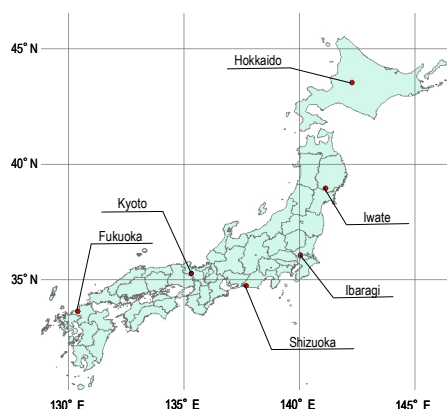 45° N
Hokkaido
40° N
Kyoto
Iwate
Fukuoka
35° N
Ibaragi
Shizuoka
130° E
135° E
140° E
145° E